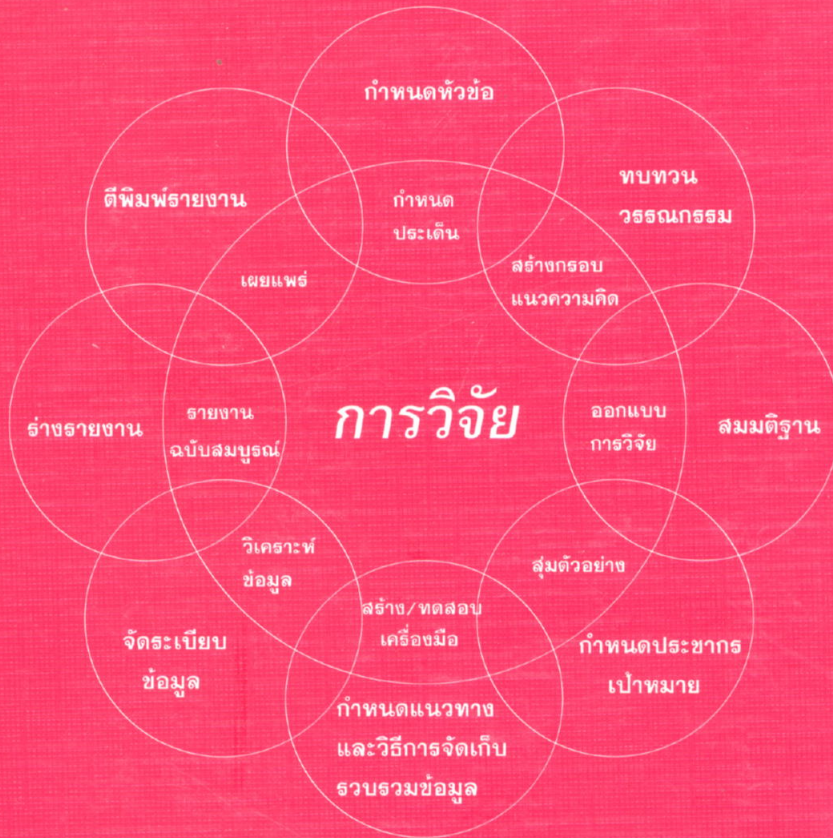 กำหนดหัวข้อ
กำหนด
ประเด็น
ทบทวน
วรรณกรรม
สร้างกรอบ
แนวความคิด
สมมติฐาน
ออกแบบ
การวิจัย
กำหนดประชากร
เป้าหมาย
สุ่มตัวอย่าง
กำหนดแนวทาง
และวิธีการจัดเก็บ
รวบรวมข้อมูล
สร้าง/ทดสอบ
เครื่องมือ
จัดระเบียบ
ข้อมูล
วิเคราะห์
ข้อมูล
ร่างรายงาน
รายงาน
ฉบับสมบูรณ์
ตีพิมพ์รายงาน
เผยแพร่
การวิจัย